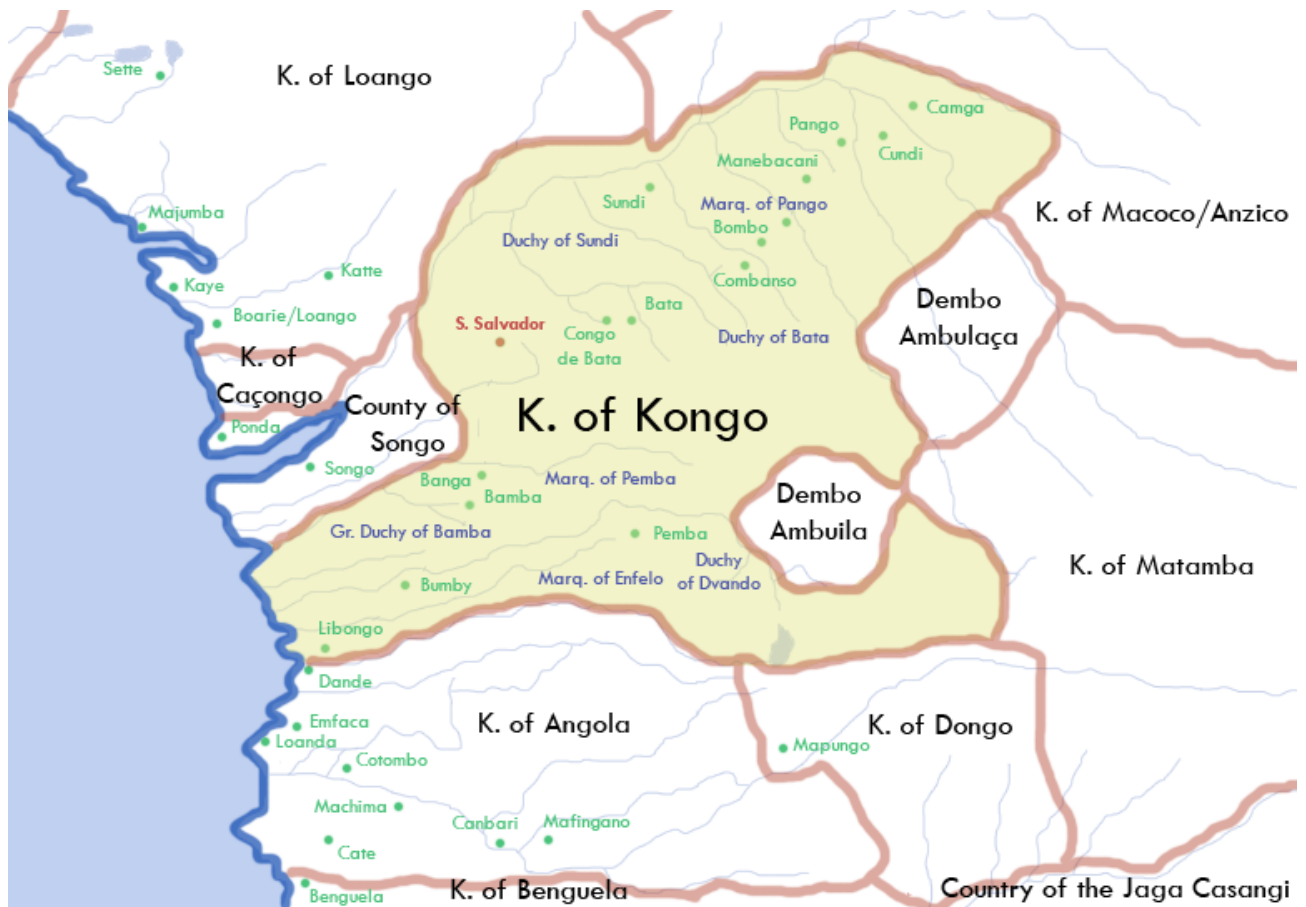 Sette
K. of Loango
Camga
Pango
Cundi
Manebacani
Sundi
Marq. of Pango
Majumba
K. of Macoco/Anzico
Bombo
Duchy of Sundi
Katte
Combanso
Kaye
Dembo
Ambulaça
Bata
Boarie/Loango
S. Salvador
Congo
de Bata
Duchy of Bata
K. of
Caçongo
County of
Songo
K. of Kongo
Ponda
Songo
Banga
Marq. of Pemba
Bamba
Dembo
Ambuila
Gr. Duchy of Bamba
Pemba
Duchy
of Dvando
K. of Matamba
Marq. of Enfelo
Bumby
Libongo
Dande
Emfaca
K. of Angola
K. of Dongo
Loanda
Mapungo
Cotombo
Machima
Canbari
Mafingano
Cate
Benguela
K. of Benguela
Country of the Jaga Casangi